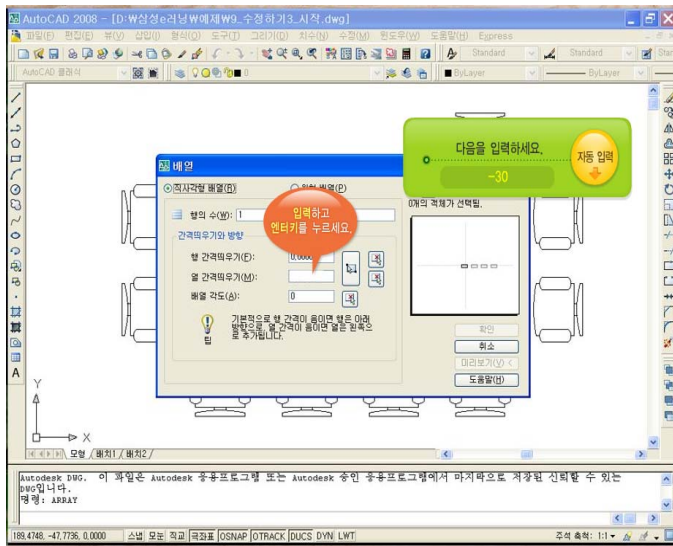 AutoCAD 2008 - [D:₩삼성e러닝₩예제₩9_수정하기3_시작.dwg]
파일(F) 편집(E) 뷰(V) 삽입(I) 형식(O) 도구(T) 그리기(D) 치수(N) 수정(M) 윈도우(W) 도움말(H) Express
Standard Standard Stan
AutoCAD 클래식 0 ByLayer ByLayer
다음을 입력하세요.
-30
자동 입력
배열
직사각형 배열(R) 원형 배열(P)
0개의 객체가 선택됨.
행의 수(W): 1
입력하고
엔터키를 누르세요.
간격띄우기와 방향
행 간격띄우기(F): 0,0000
열 간격띄우기(M):
배열 각도(A): 0
기본적으로 행 간격이 음이면 행은 아래
방향으로, 열 간격이 음이면 열은 왼쪽으
로 추가됩니다.
팁
확인
취소
미리보기(V) <
도움말(H)
A
Y
X
모형 / 배치1 / 배치2 /
Autodesk DWG. 이 파일은 Autodesk 응용프로그램 또는 Autodesk 승인 응용프로그램에서 마지막으로 저장된 신뢰할 수 있는
DWG입니다.
명령: ARRAY
189,4748, -47,7736, 0,0000 스냅 모눈 직교 극좌표 OSNAP OTRACK DUCS DYN LWT 주석 축척: 1:1